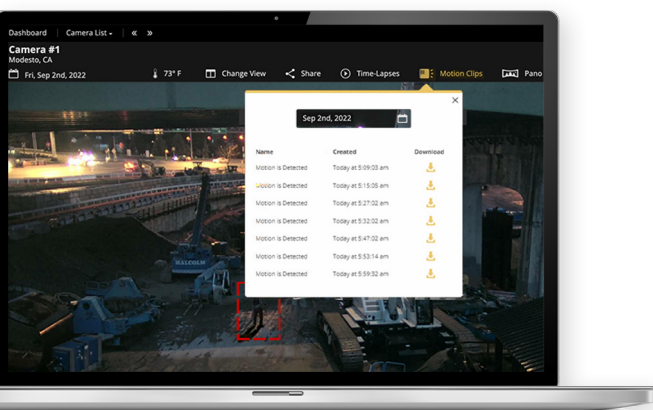 Dashboard Camera List « »
Camera #1
Modesto, CA
Fri, Sep 2nd, 2022 73° F Change View Share Time-Lapses Motion Clips Pano
Sep 2nd, 2022
Name Created Download
Motion is Detected Today at 5:09:03 am
Motion is Detected Today at 5:15:05 am
Motion is Detected Today at 5:27:02 am
Motion is Detected Today at 5:32:02 am
Motion is Detected Today at 5:47:02 am
Motion is Detected Today at 5:53:14 am
Motion is Detected Today at 5:59:32 am
MALCOLM